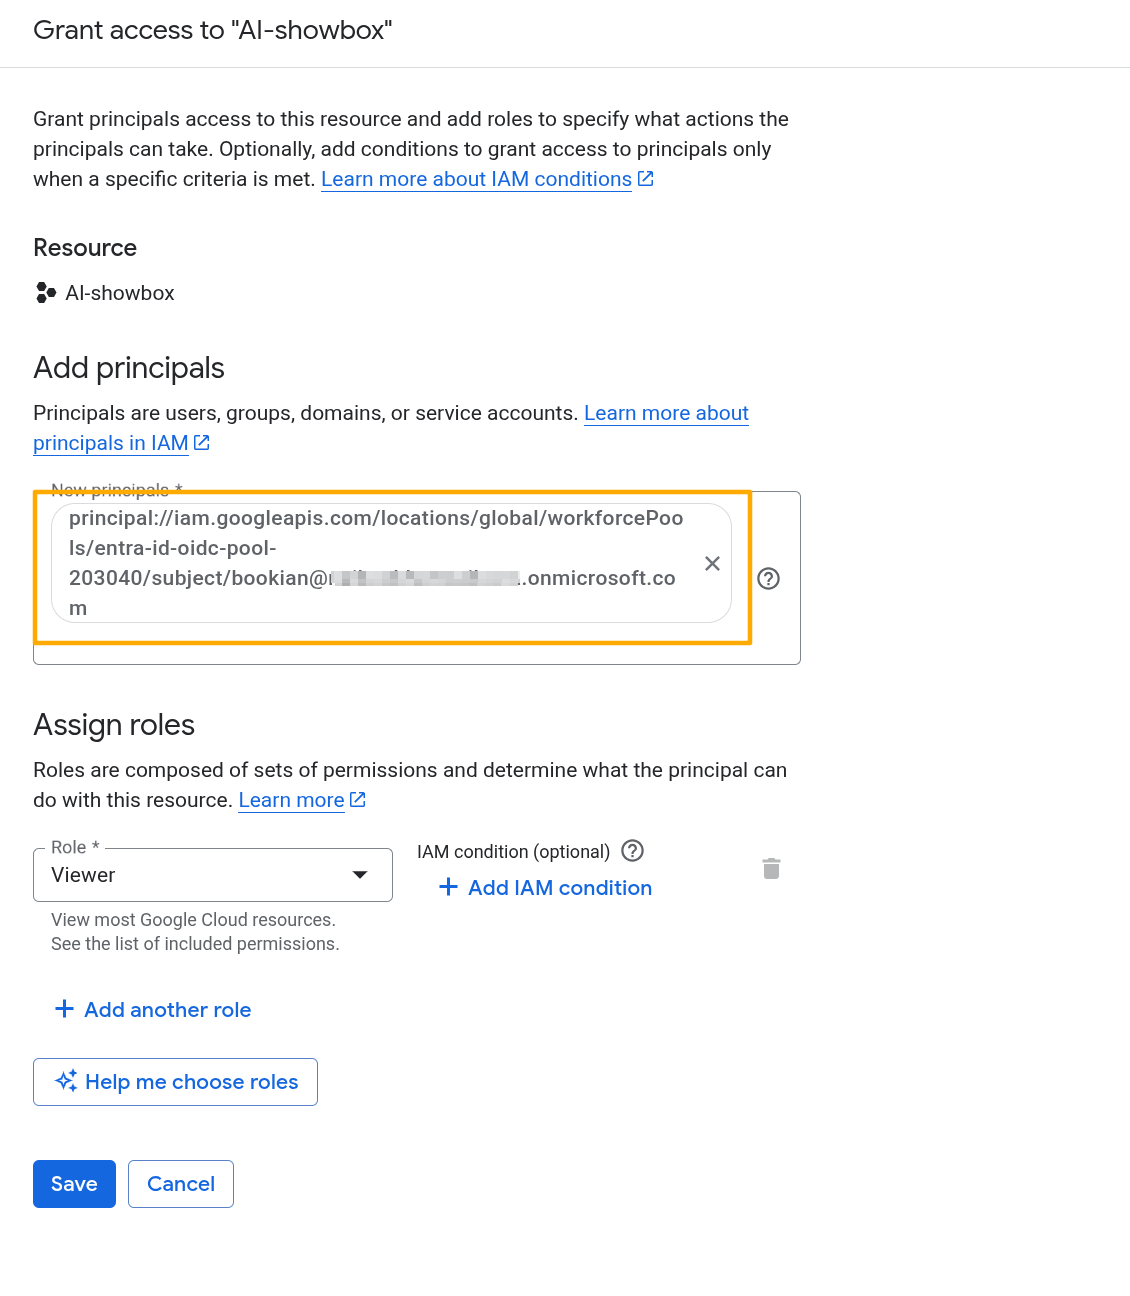 Grant access to "AI-showbox"
Grant principals access to this resource and add roles to specify what actions the
principals can take. Optionally, add conditions to grant access to principals only
when a specific criteria is met. Learn more about IAM conditions
Resource
AI-showbox
Add principals
Principals are users, groups, domains, or service accounts. Learn more about
principals in IAM
New principals *
principal://iam.googleapis.com/locations/global/workforcePoo
ls/entra-id-oidc-pool-
203040/subject/bookian@ .onmicrosoft.co
m
Assign roles
Roles are composed of sets of permissions and determine what the principal can
do with this resource. Learn more
Role *
Viewer
IAM condition (optional)
Add IAM condition
View most Google Cloud resources.
See the list of included permissions.
Add another role
Help me choose roles
Save
Cancel